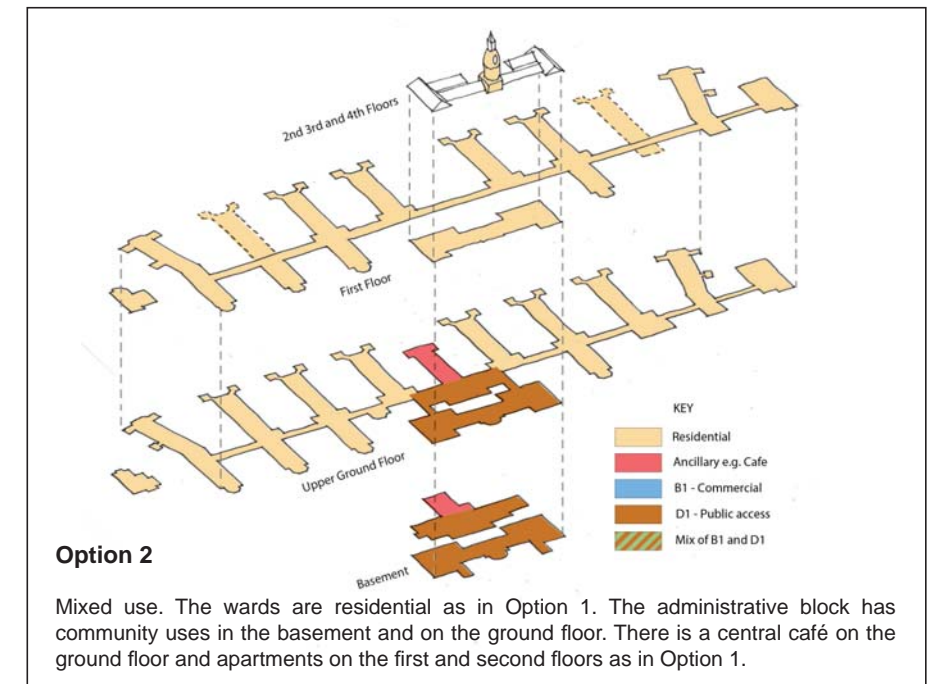 2nd 3rd and 4th Floors
First Floor
Upper Ground Floor
Basement
KEY
Residential
Ancillary e.g. Cafe
B1 - Commercial
D1 - Public access
Mix of B1 and D1
Option 2
Mixed use. The wards are residential as in Option 1. The administrative block has
community uses in the basement and on the ground floor. There is a central café on the
ground floor and apartments on the first and second floors as in Option 1.